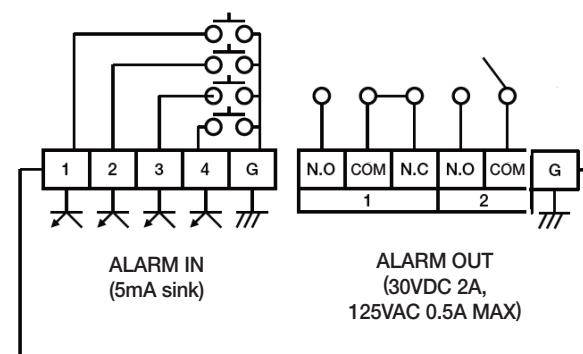 1 2 3 4 G
N.O COM N.C N.O COM G
1 2
ALARM IN
(5mA sink)
ALARM OUT
(30VDC 2A,
125VAC 0.5A MAX)